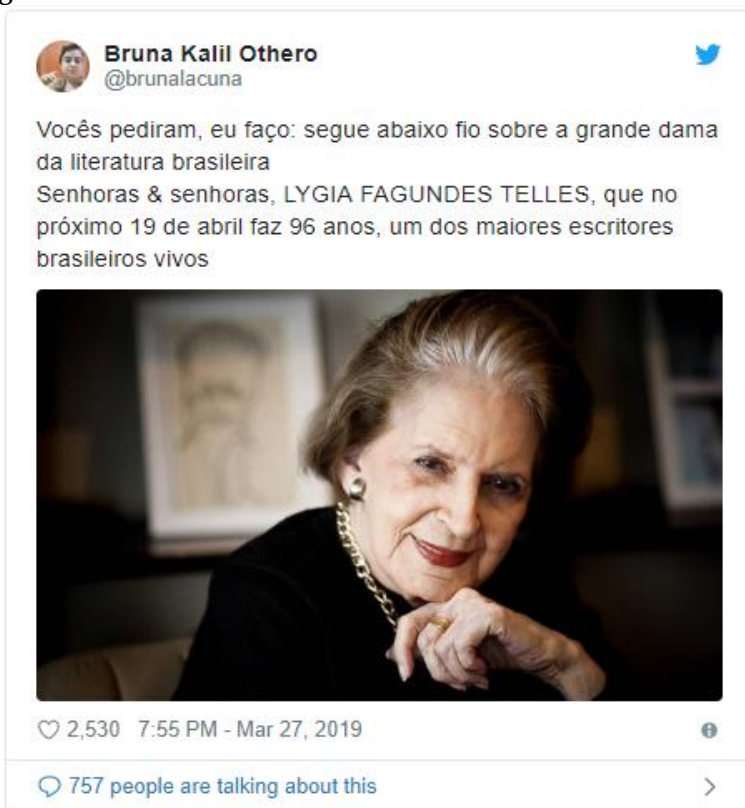 Bruna Kalil Othero
@brunalacuna
Vocês pediram, eu faço: segue abaixo fio sobre a grande dama
da literatura brasileira
Senhoras & senhoras, LYGIA FAGUNDES TELLES, que no
próximo 19 de abril faz 96 anos, um dos maiores escritores
brasileiros vivos
2,530 7:55 PM - Mar 27, 2019
757 people are talking about this